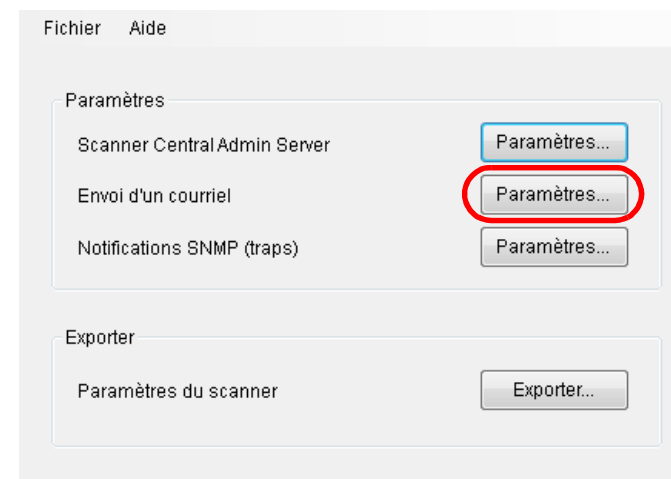 Fichier Aide
Paramètres
Scanner Central Admin Server Paramètres...
Envoi d'un courriel Paramètres...
Notifications SNMP (traps) Paramètres...
Exporter
Paramètres du scanner Exporter...